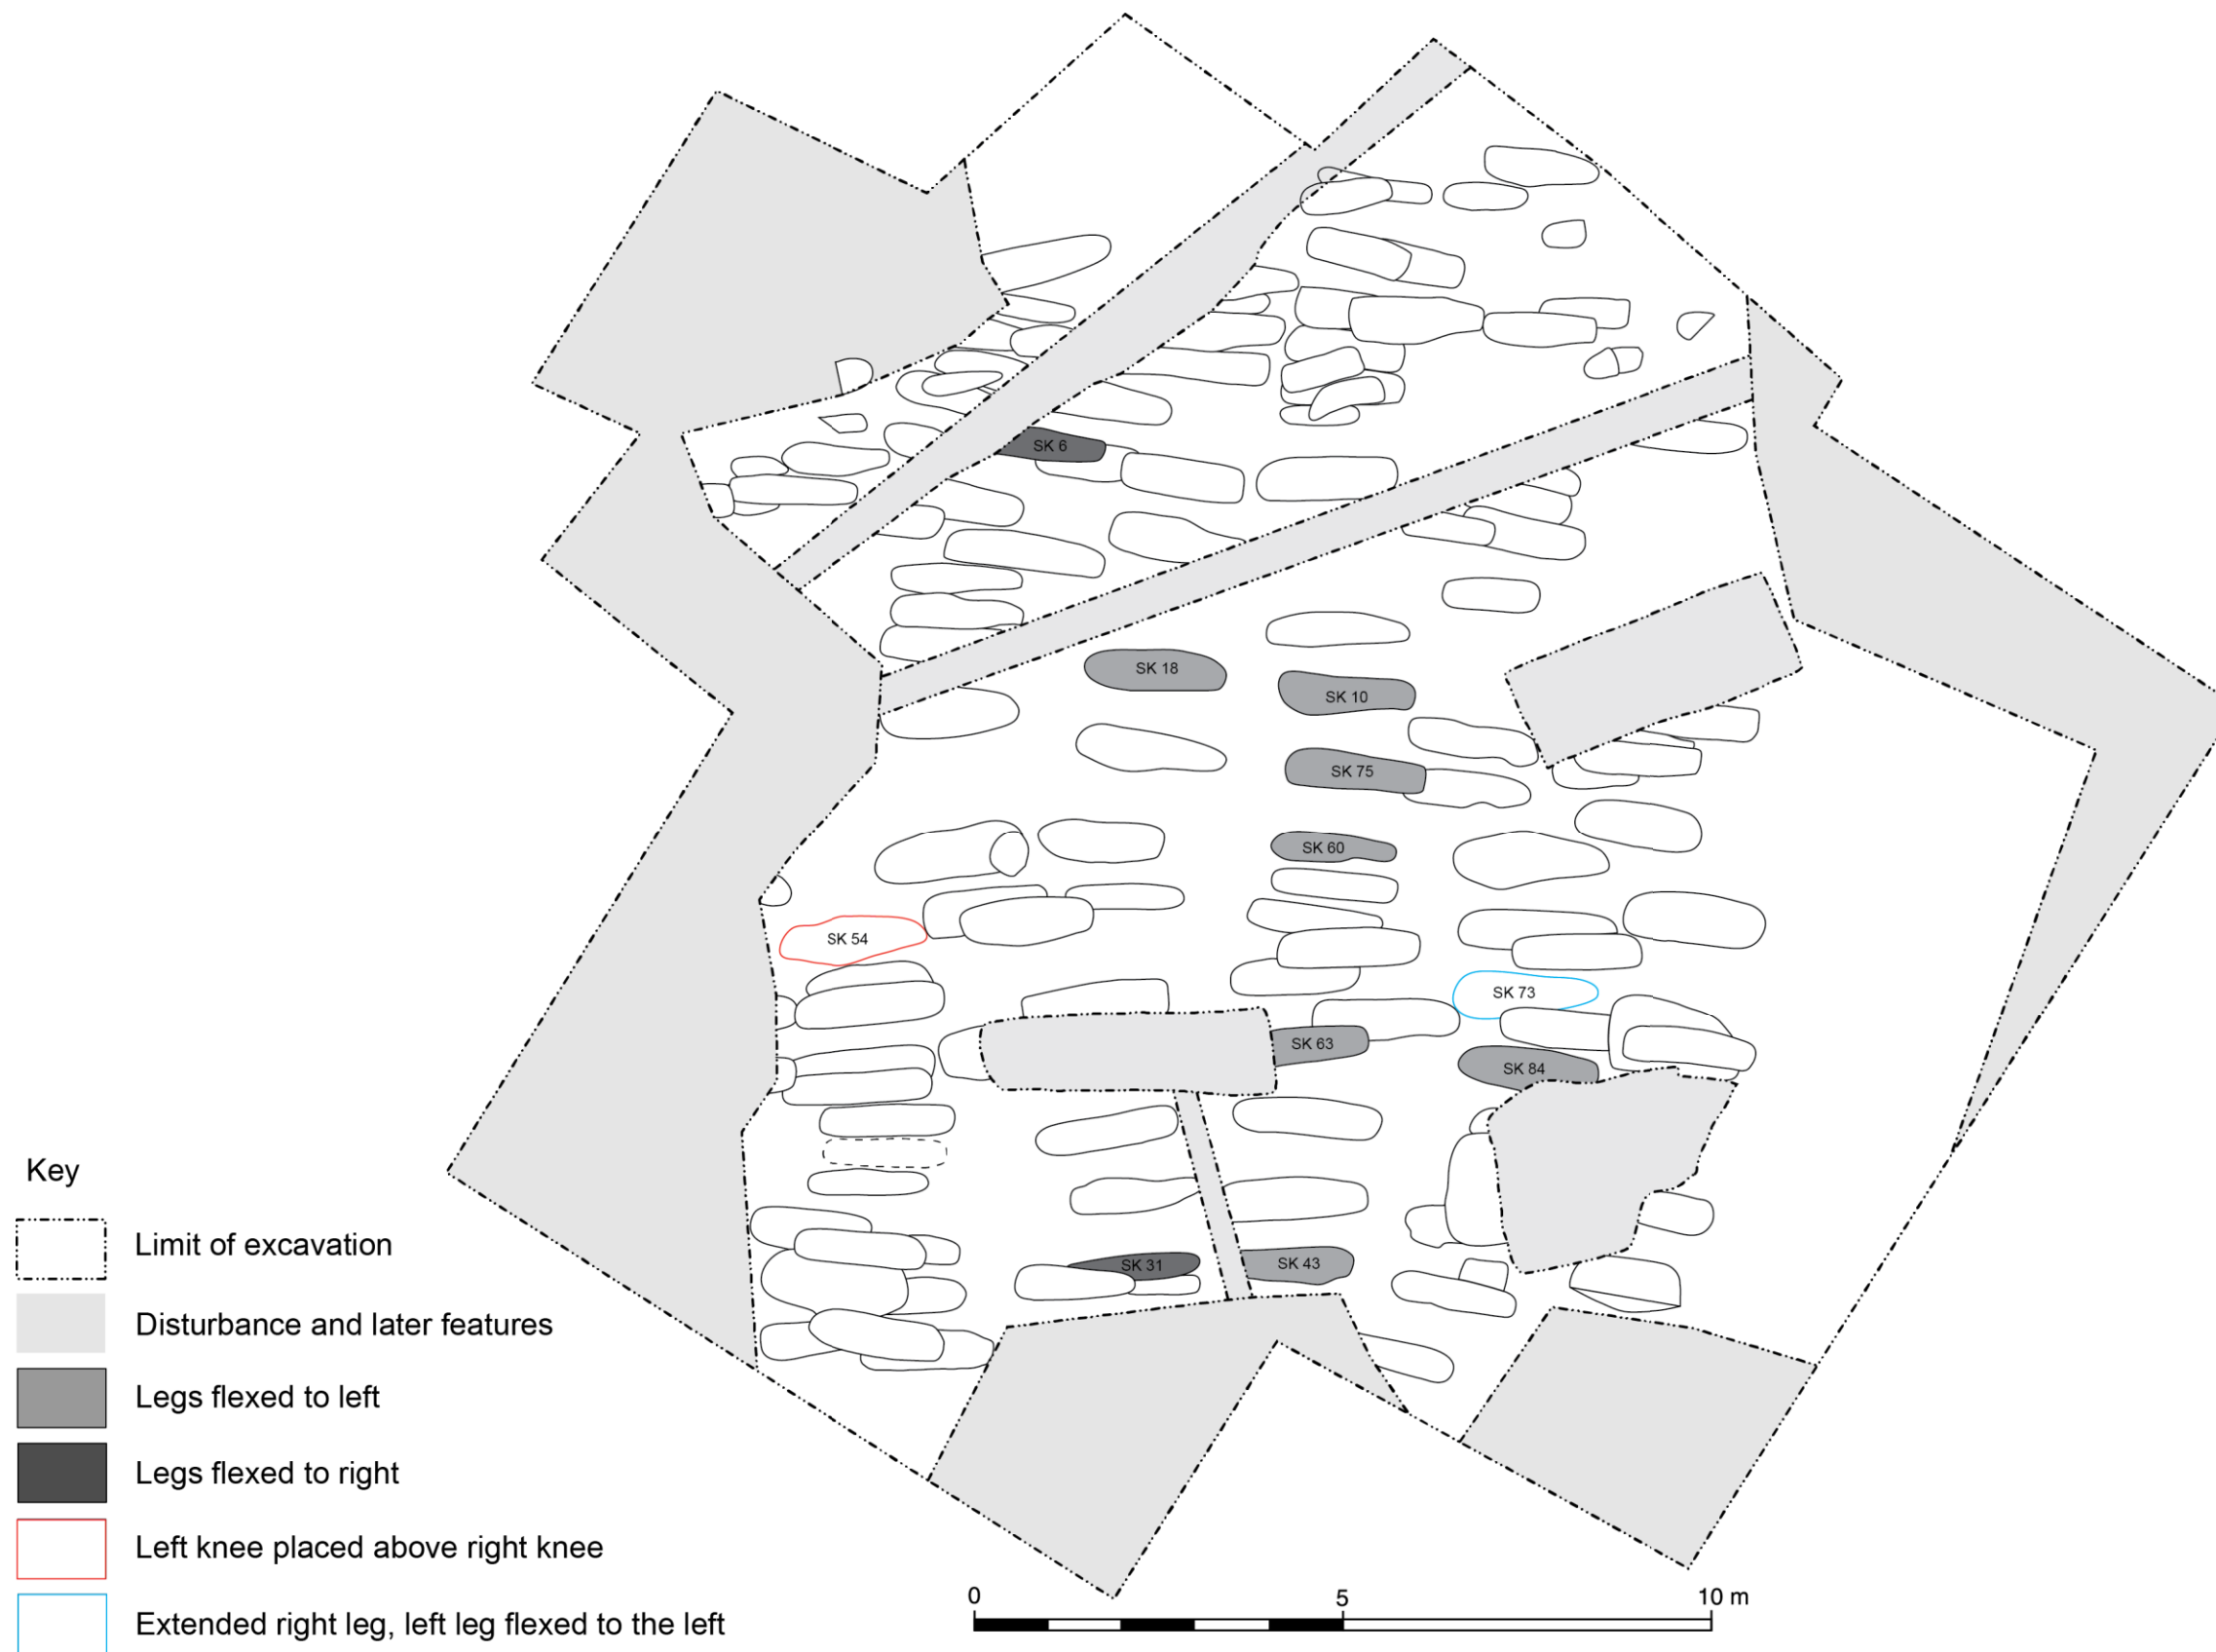 SK 6
SK 18
SK 10
SK 75
SK 60
SK 54
SK 73
SK 63
SK 84
SK 31
SK 43
Key
Limit of excavation
Disturbance and later features
Legs flexed to left
Legs flexed to right
Left knee placed above right knee
Extended right leg, left leg flexed to the left
0 5 10 m